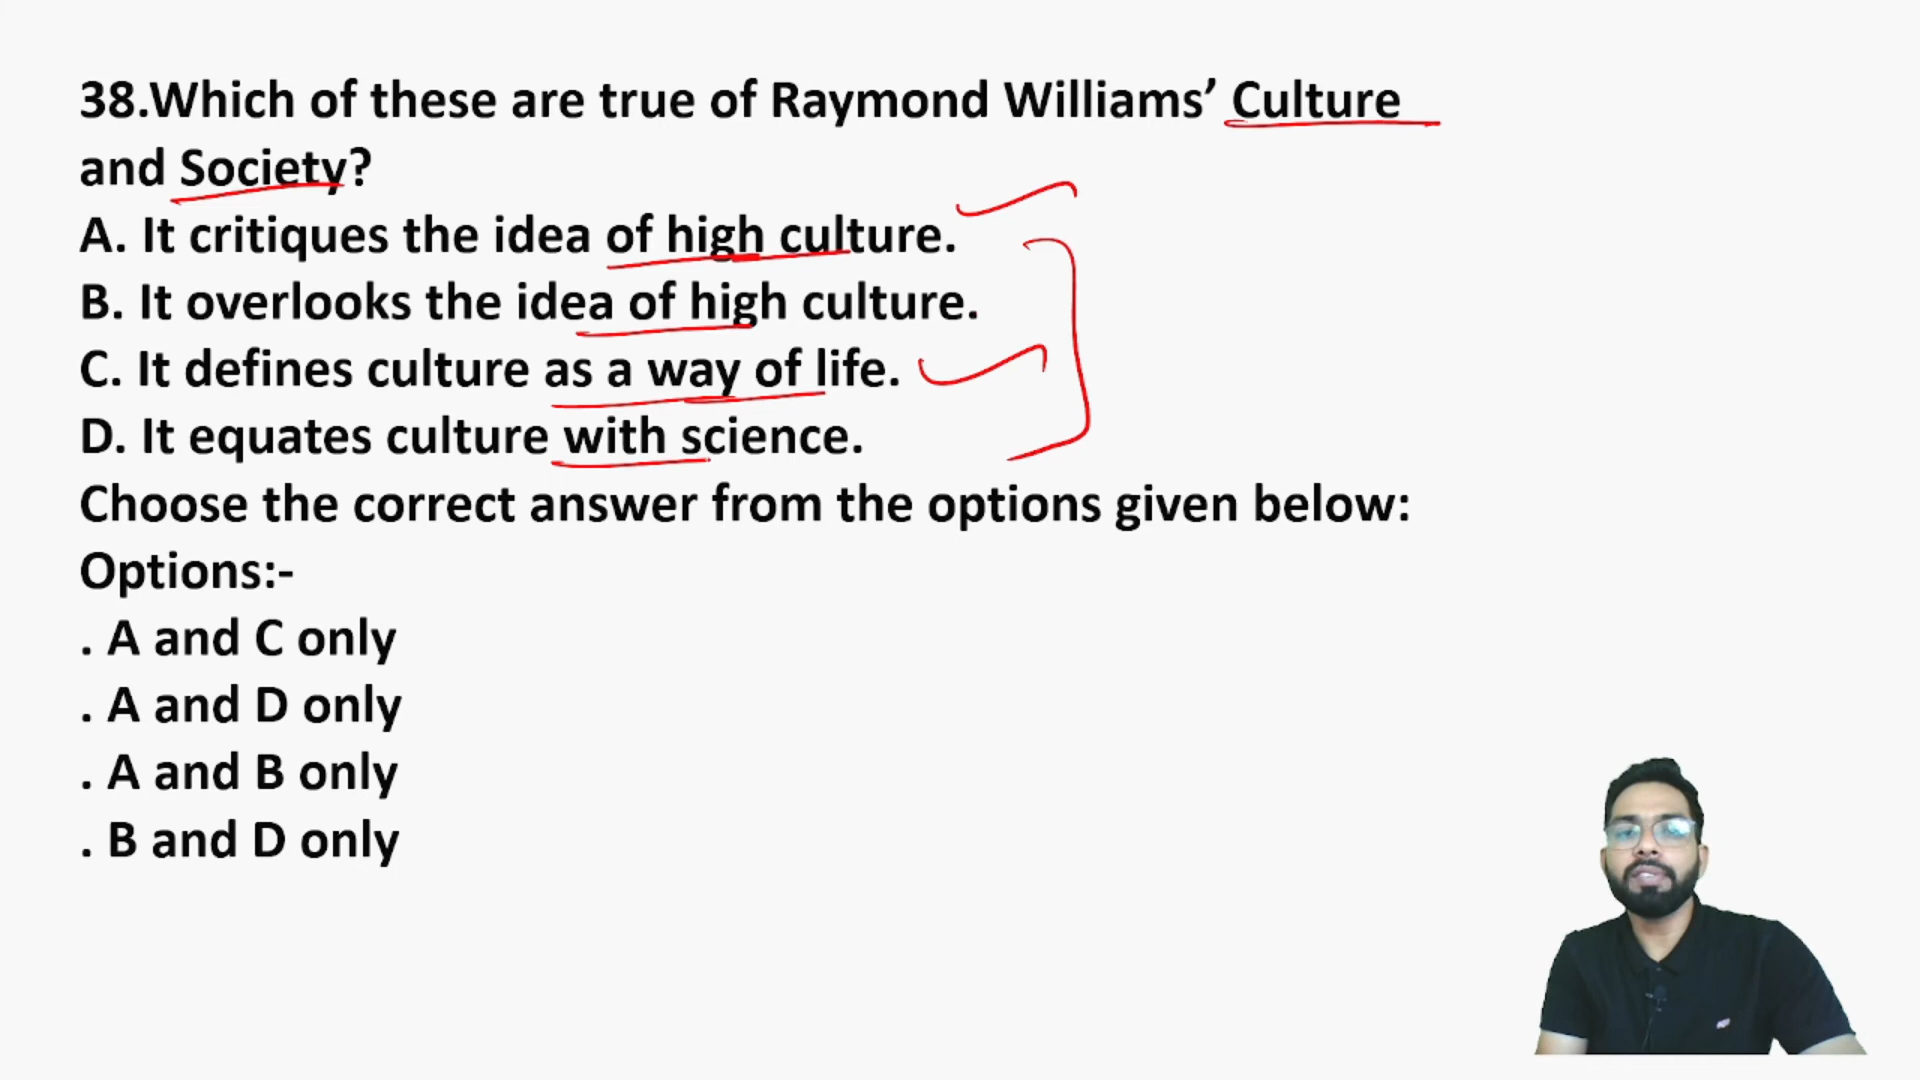 38.Which of these are true of Raymond Williams’ Culture
and Society?
A. It critiques the idea of high culture.
B. It overlooks the idea of high culture.
C. It defines culture as a way of life.
D. It equates culture with science.
Choose the correct answer from the options given below:
Options:-
. A and C only
. A and D only
. A and B only
. B and D only